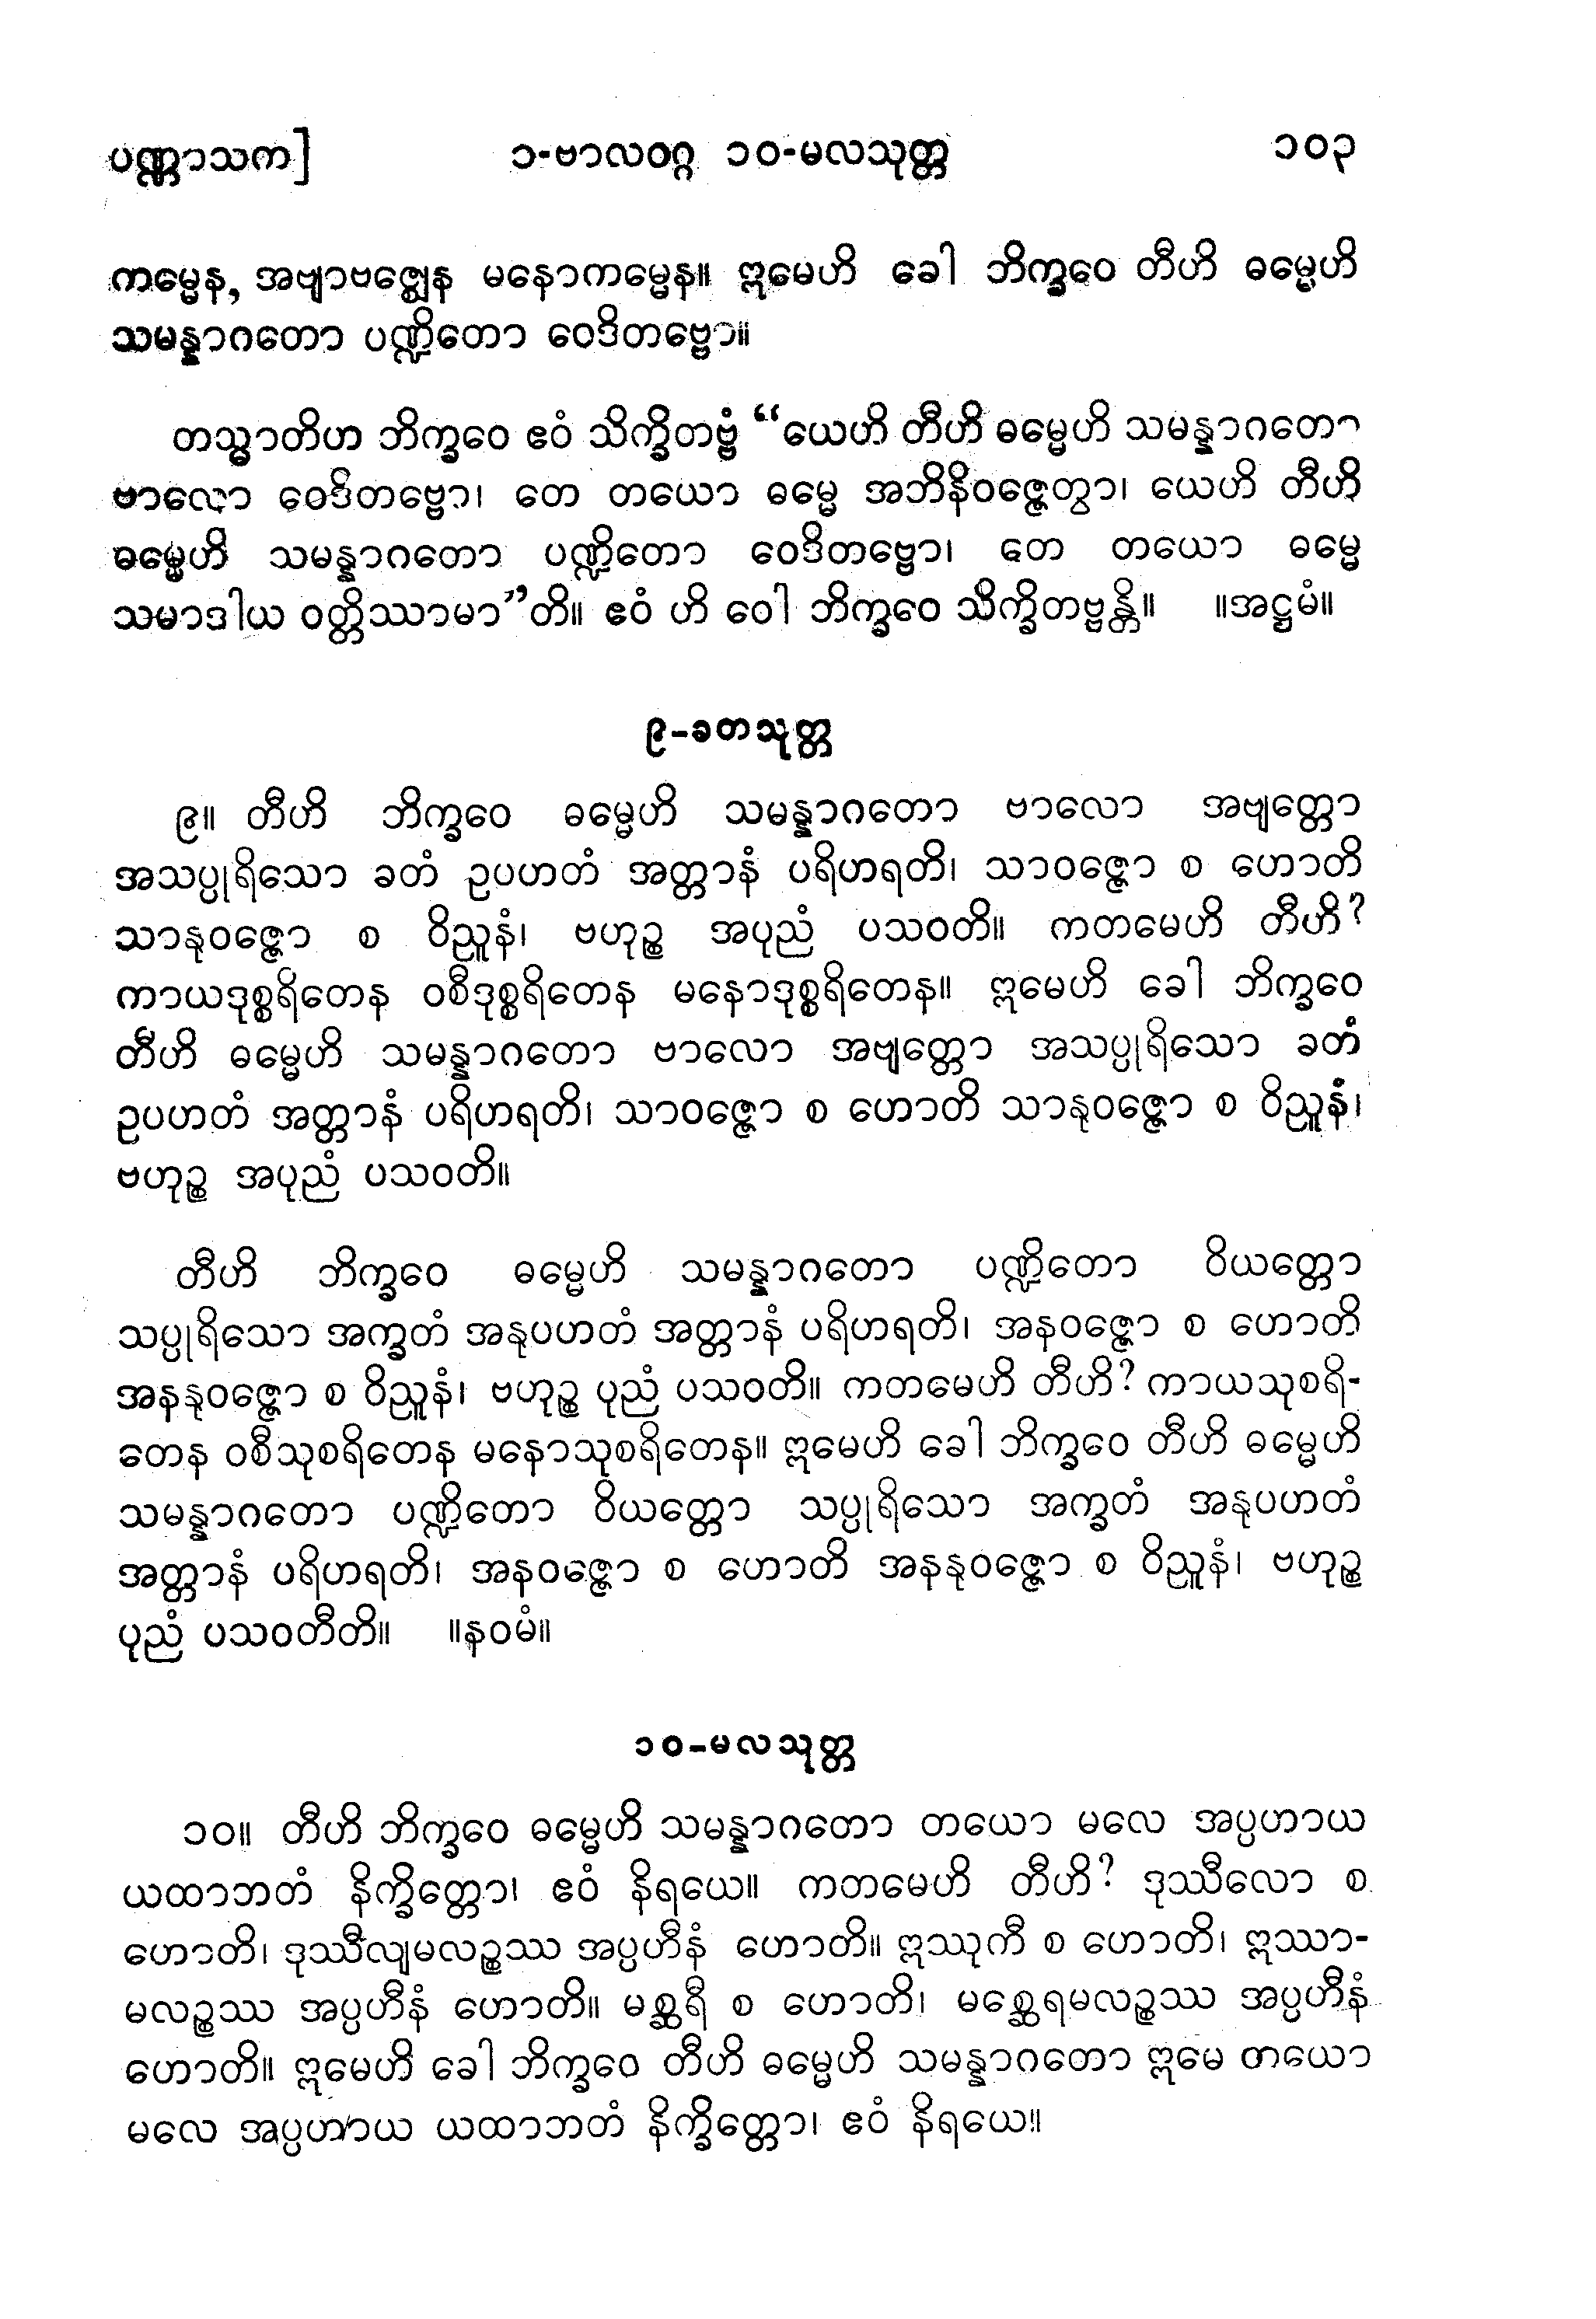 ပဏ္ဏာသက]	၁-ဗာလဝဂ္ဂ ၁၀-မလသုတ္တ	၁၀၃
ကမ္မေန, အဗျာဗဇ္ဈေန မနောကမ္မေန။ ဣမေဟိ ခေါ ဘိက္ခဝေ တီဟိ ဓမ္မေဟိ
သမန္နာဂတော ပဏ္ဍိတော ဝေဒိတဗ္ဗော။
တသ္မာတိဟ ဘိက္ခဝေ ဧဝံ သိက္ခိတဗ္ဗံ “ယေဟိ တီဟိ ဓမ္မေဟိ သမန္နာဂတော
ဗာလော ဝေဒိတဗ္ဗော၊ တေ တယော ဓမ္မေ အဘိနိဝဇ္ဇေတွာ၊ ယေဟိ တီဟိ
ဓမ္မေဟိ သမန္နာဂတော ပဏ္ဍိတော ဝေဒိတဗ္ဗော၊ တေ တယော ဓမ္မေ
သမာဒါယ ဝတ္တိဿာမာ”တိ။ ဧဝံ ဟိ ဝေါ ဘိက္ခဝေ သိက္ခိတဗ္ဗန္တိ။ ။အဋ္ဌမံ။
၉-ခတသုတ္တ
၉။ တီဟိ ဘိက္ခဝေ ဓမ္မေဟိ သမန္နာဂတော ဗာလော အဗျတ္တော
အသပ္ပုရိသော ခတံ ဥပဟတံ အတ္တာနံ ပရိဟရတိ၊ သာဝဇ္ဇော စ ဟောတိ
သာနုဝဇ္ဇော စ ဝိညူနံ၊ ဗဟုဉ္စ အပုညံ ပသဝတိ။ ကတမေဟိ တီဟိ?
ကာယဒုစ္စရိတေန ဝစီဒုစ္စရိတေန မနောဒုစ္စရိတေန။ ဣမေဟိ ခေါ ဘိက္ခဝေ
တီဟိ ဓမ္မေဟိ သမန္နာဂတော ဗာလော အဗျတ္တော အသပ္ပုရိသော ခတံ
ဥပဟတံ အတ္တာနံ ပရိဟရတိ၊ သာဝဇ္ဇော စ ဟောတိ သာနုဝဇ္ဇော စ ဝိညူနံ၊
ဗဟုဉ္စ အပုညံ ပသဝတိ။
တီဟိ ဘိက္ခဝေ ဓမ္မေဟိ သမန္နာဂတော ပဏ္ဍိတော ဝိယတ္တော
သပ္ပုရိသော အက္ခတံ အနုပဟတံ အတ္တာနံ ပရိဟရတိ၊ အနဝဇ္ဇော စ ဟောတိ
အနနုဝဇ္ဇော စ ဝိညူနံ၊ ဗဟုဉ္စ ပုညံ ပသဝတိ။ ကတမေဟိ တီဟိ? ကာယသုစရိ-
တေန ဝစီသုစရိတေန မနောသုစရိတေန။ ဣမေဟိ ခေါ ဘိက္ခဝေ တီဟိ ဓမ္မေဟိ
သမန္နာဂတော ပဏ္ဍိတော ဝိယတ္တော သပ္ပုရိသော အက္ခတံ အနုပဟတံ
အတ္တာနံ ပရိဟရတိ၊ အနဝဇ္ဇော စ ဟောတိ အနနုဝဇ္ဇော စ ဝိညူနံ၊ ဗဟုဉ္စ
ပုညံ ပသဝတီတိ။ ။နဝမံ။
၁၀-မလသုတ္တ
၁၀။ တီဟိ ဘိက္ခဝေ ဓမ္မေဟိ သမန္နာဂတော တယော မလေ အပ္ပဟာယ
ယထာဘတံ နိက္ခိတ္တော၊ ဧဝံ နိရယေ။ ကတမေဟိ တီဟိ? ဒုဿီလော စ
ဟောတိ၊ ဒုဿီလျမလဉ္စဿ အပ္ပဟီနံ ဟောတိ။ ဣဿုကီ စ ဟောတိ၊ ဣဿာ-
မလဉ္စဿ အပ္ပဟီနံ ဟောတိ။ မစ္ဆရီ စ ဟောတိ၊ မစ္ဆေရမလဉ္စဿ အပ္ပဟီနံ
ဟောတိ။ ဣမေဟိ ခေါ ဘိက္ခဝေ တီဟိ ဓမ္မေဟိ သမန္နာဂတော ဣမေ တယော
မလေ အပ္ပဟာယ ယထာဘတံ နိက္ခိတ္တော၊ ဧဝံ နိရယေ။